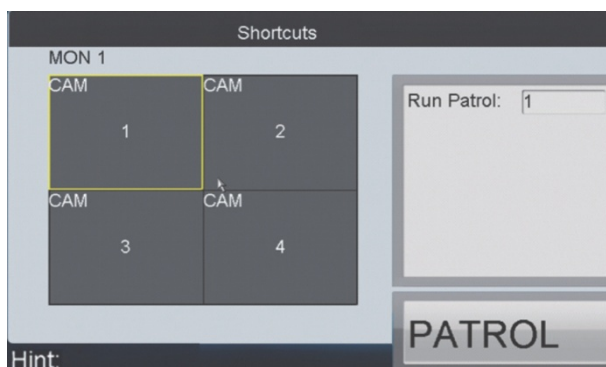 Shortcuts
MON 1
CAM
1
CAM
2
CAM
3
CAM
4
Run Patrol: 1
PATROL
Hint: